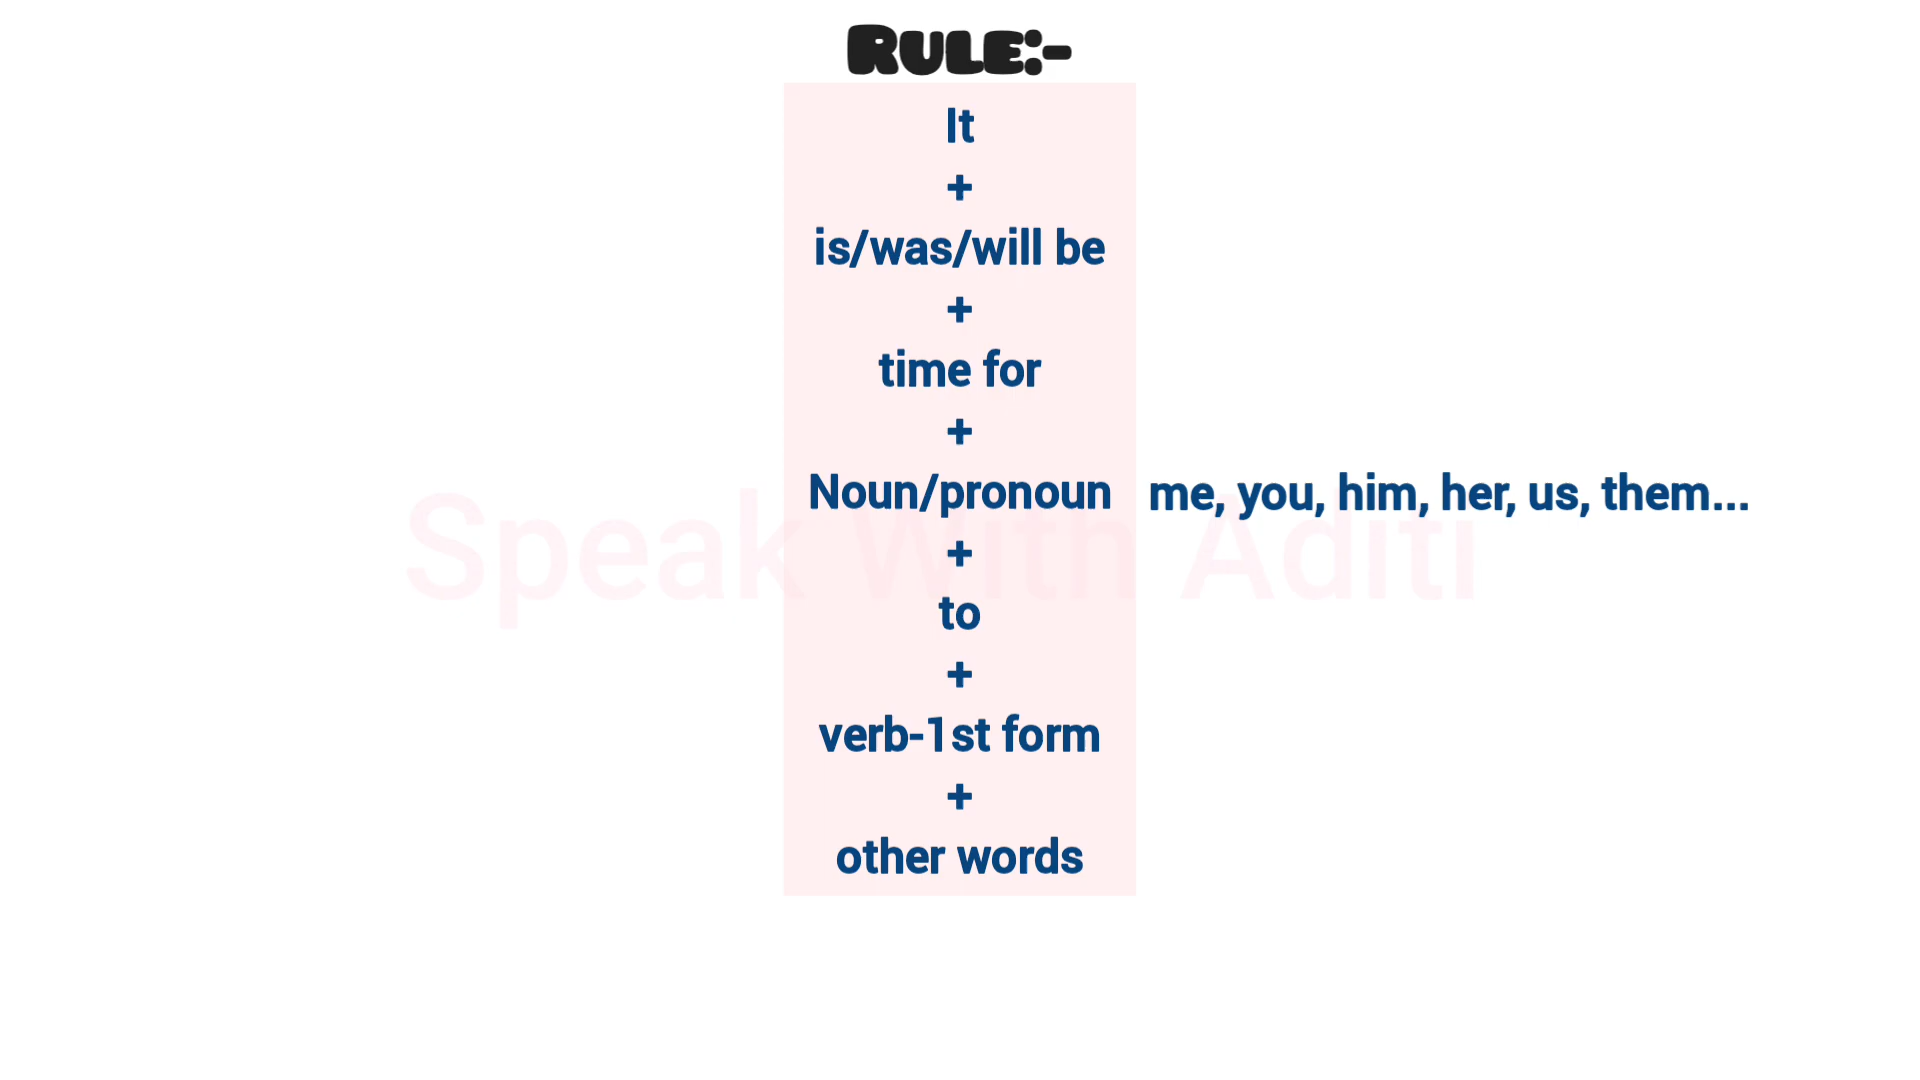 RULE:-
It
+
is/was/will be
+
time for
+
Noun/pronoun me, you, him, her, us, them...
+
to
+
verb-1st form
+
other words
Speak With Aditi